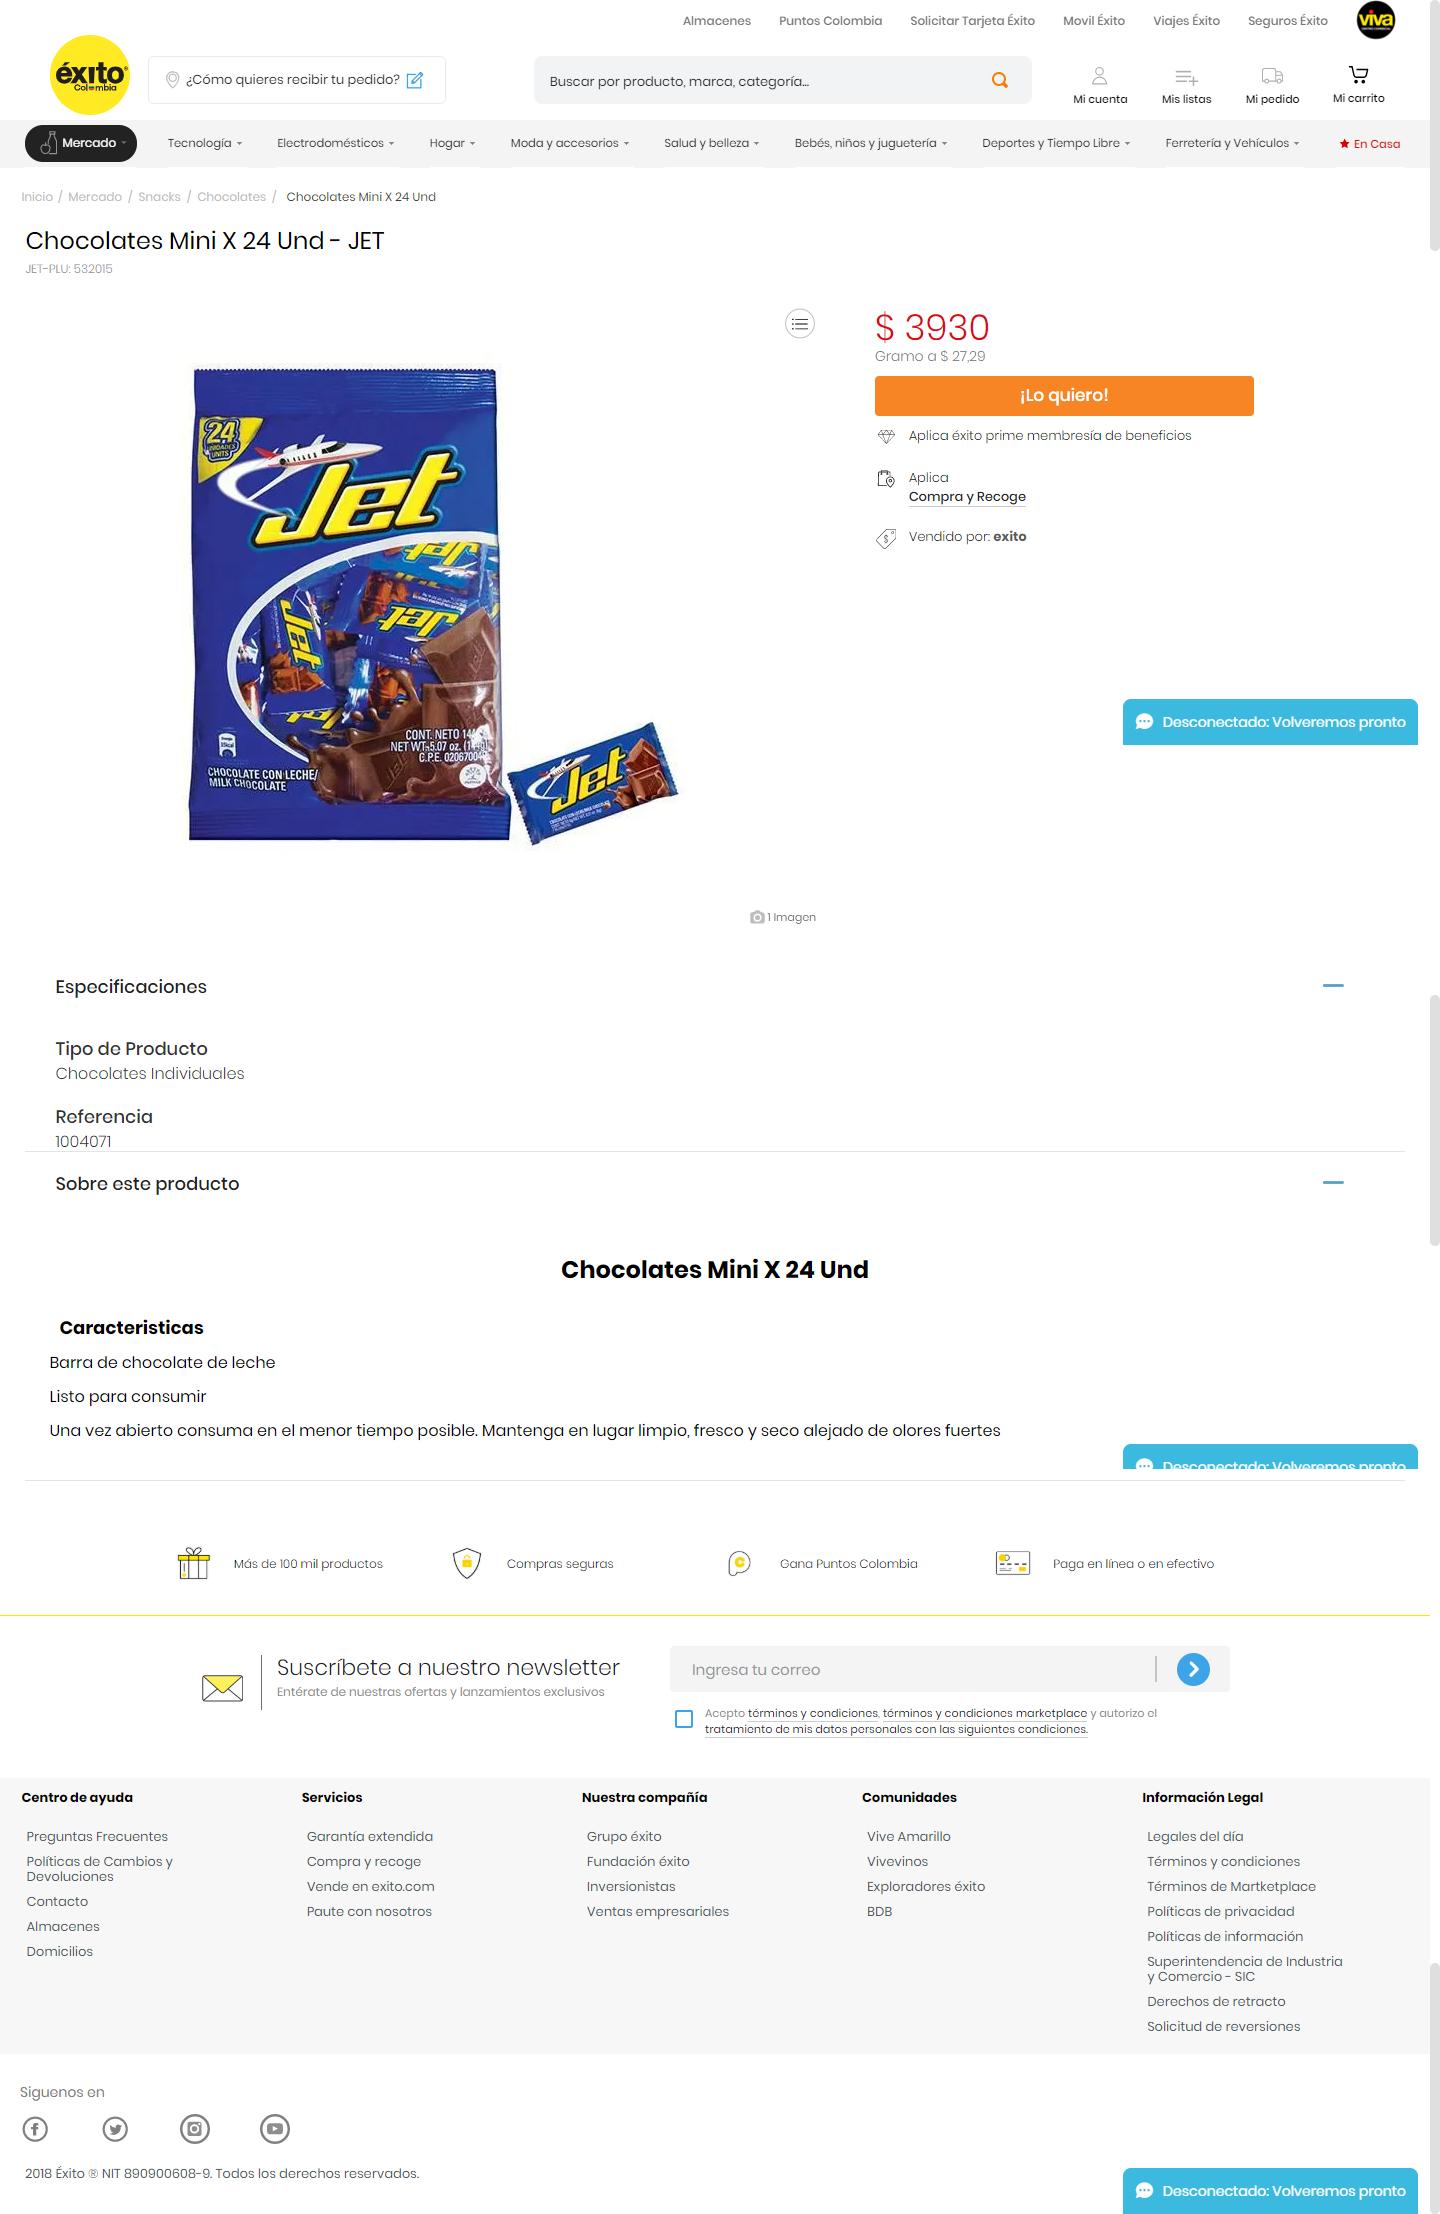 Almacenes Puntos Colombia Solicitar Tarjeta Éxito Movil Éxito Viajes Éxito Seguros Éxito viva
éxito
Colombia
¿Cómo quieres recibir tu pedido?
Buscar por producto, marca, categoría...
Mi cuenta Mis listas Mi pedido Mi carrito
Mercado Tecnología Electrodomésticos Hogar Moda y accesorios Salud y belleza Bebés, niños y juguetería Deportes y Tiempo Libre Ferretería y Vehículos En Casa
Inicio / Mercado / Snacks / Chocolates / Chocolates Mini X 24 Und
Chocolates Mini X 24 Und - JET
JET-PLU: 532015
$ 3930
Gramo a $ 27,29
¡Lo quiero!
Aplica éxito prime membresía de beneficios
Aplica
Compra y Recoge
Vendido por: exito
24
UNIDADES
UNITS
Jet
Jet
Jet
Jet
Jet
CONT. NETO 144
NET WT. 5.07 oz.
C.P.E.
CHOCOLATE CON LECHE/
MILK CHOCOLATE
Jet
Desconectado: Volveremos pronto
1 Imagen
Especificaciones
Tipo de Producto
Chocolates Individuales
Referencia
1004071
Sobre este producto
Chocolates Mini X 24 Und
Caracteristicas
Barra de chocolate de leche
Listo para consumir
Una vez abierto consuma en el menor tiempo posible. Mantenga en lugar limpio, fresco y seco alejado de olores fuertes
Desconectado: Volveremos pronto
Más de 100 mil productos Compras seguras Gana Puntos Colombia Paga en línea o en efectivo
Suscríbete a nuestro newsletter
Entérate de nuestras ofertas y lanzamientos exclusivos
Ingresa tu correo
Acepto términos y condiciones, términos y condiciones marketplace y autorizo el
tratamiento de mis datos personales con las siguientes condiciones.
Centro de ayuda
Preguntas Frecuentes
Políticas de Cambios y
Devoluciones
Contacto
Almacenes
Domicilios
Servicios
Garantía extendida
Compra y recoge
Vende en exito.com
Paute con nosotros
Nuestra compañía
Grupo éxito
Fundación éxito
Inversionistas
Ventas empresariales
Comunidades
Vive Amarillo
Vivevinos
Exploradores éxito
BDB
Información Legal
Legales del día
Términos y condiciones
Términos de Martketplace
Políticas de privacidad
Políticas de información
Superintendencia de Industria
y Comercio - SIC
Derechos de retracto
Solicitud de reversiones
Siguenos en
2018 Éxito ® NIT 890900608-9. Todos los derechos reservados.
Desconectado: Volveremos pronto